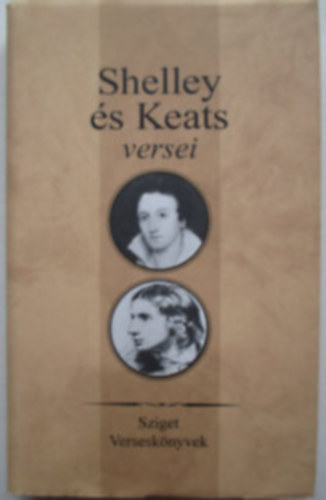 Shelley
és Keats
versei
Sziget
Verseskönyvek